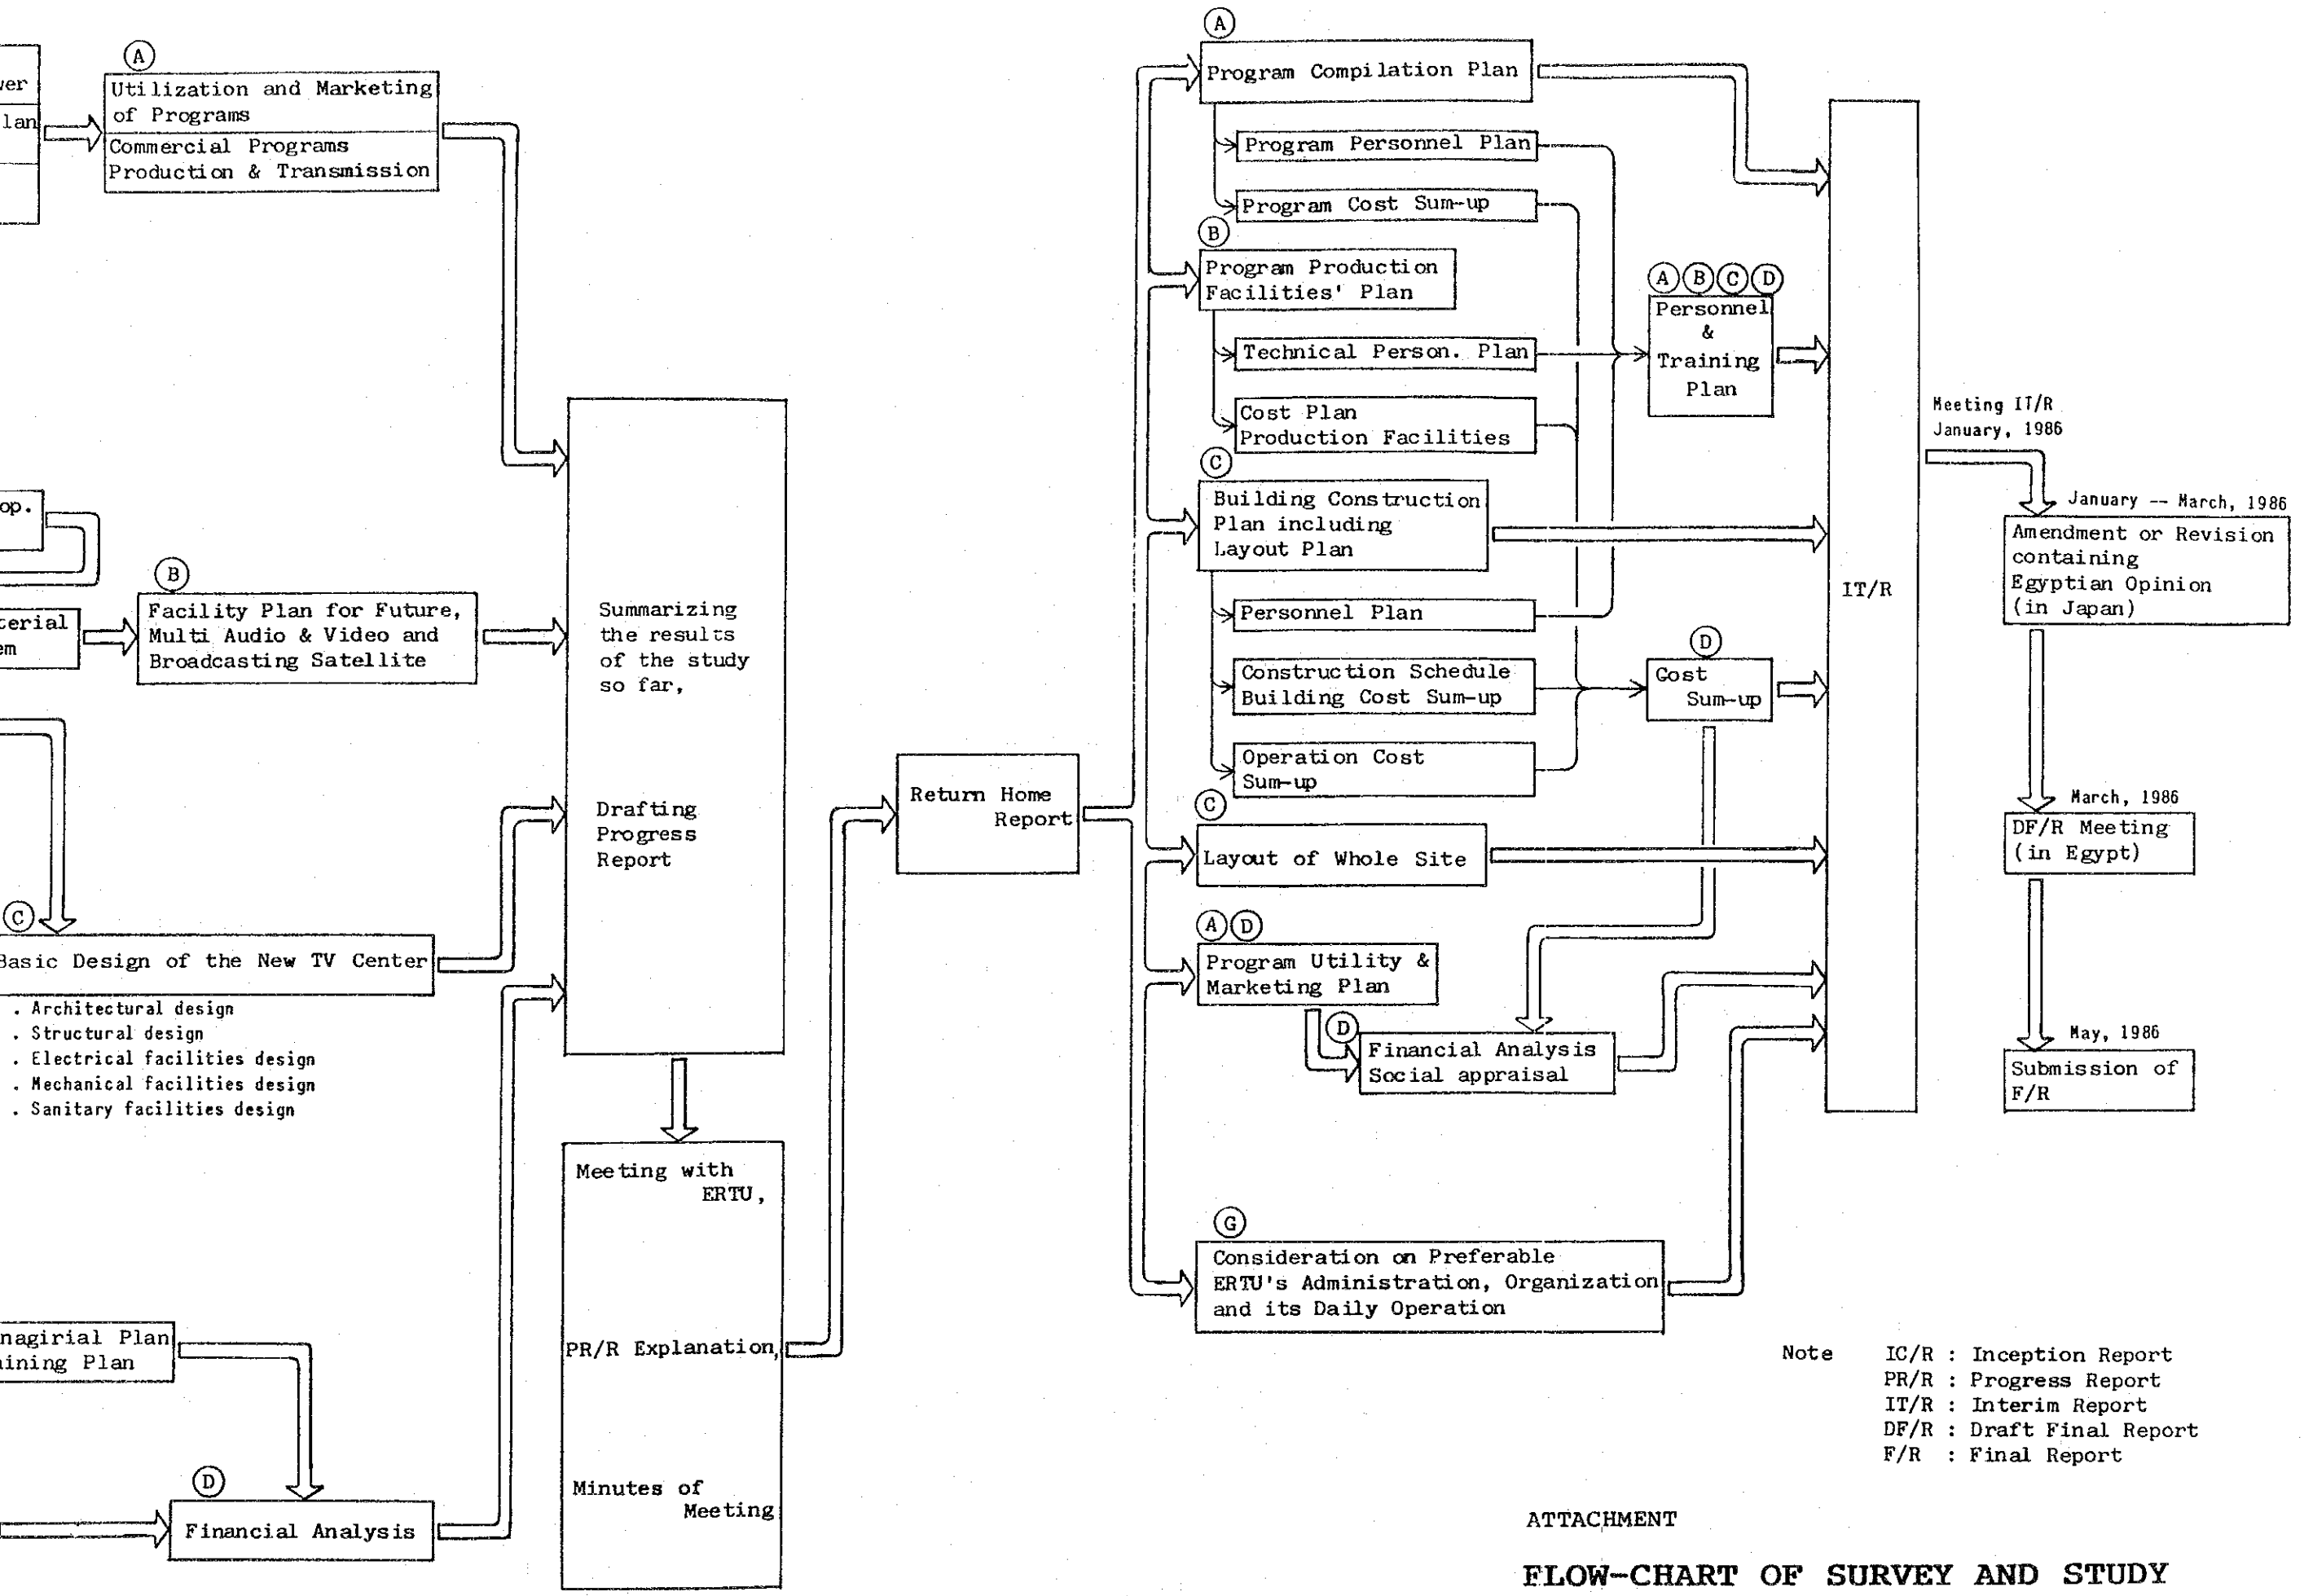 ver
lan
A
Utilization and Marketing
of Programs
Commercial Programs
Production & Transmission
op.
terial
em
B
Facility Plan for Future,
Multi Audio & Video and
Broadcasting Satellite
C
Basic Design of the New TV Center
. Architectural design
. Structural design
. Electrical facilities design
. Mechanical facilities design
. Sanitary facilities design
nagirial Plan
ining Plan
D
Financial Analysis
Summarizing
the results
of the study
so far,
Drafting
Progress
Report
Meeting with
ERTU,
PR/R Explanation,
Minutes of
Meeting
Return Home
Report
A
Program Compilation Plan
Program Personnel Plan
Program Cost Sum-up
B
Program Production
Facilities' Plan
Technical Person. Plan
Cost Plan
Production Facilities
C
Building Construction
Plan including
Layout Plan
Personnel Plan
Construction Schedule
Building Cost Sum-up
Operation Cost
Sum-up
C
Layout of Whole Site
A D
Program Utility &
Marketing Plan
D
Financial Analysis
Social appraisal
G
Consideration on Preferable
ERTU's Administration, Organization
and its Daily Operation
A B C D
Personnel
&
Training
Plan
D
Cost
Sum-up
IT/R
Meeting IT/R
January, 1986
January -- March, 1986
Amendment or Revision
containing
Egyptian Opinion
(in Japan)
March, 1986
DF/R Meeting
(in Egypt)
May, 1986
Submission of
F/R
Note IC/R : Inception Report
PR/R : Progress Report
IT/R : Interim Report
DF/R : Draft Final Report
F/R : Final Report
ATTACHMENT
FLOW-CHART OF SURVEY AND STUDY